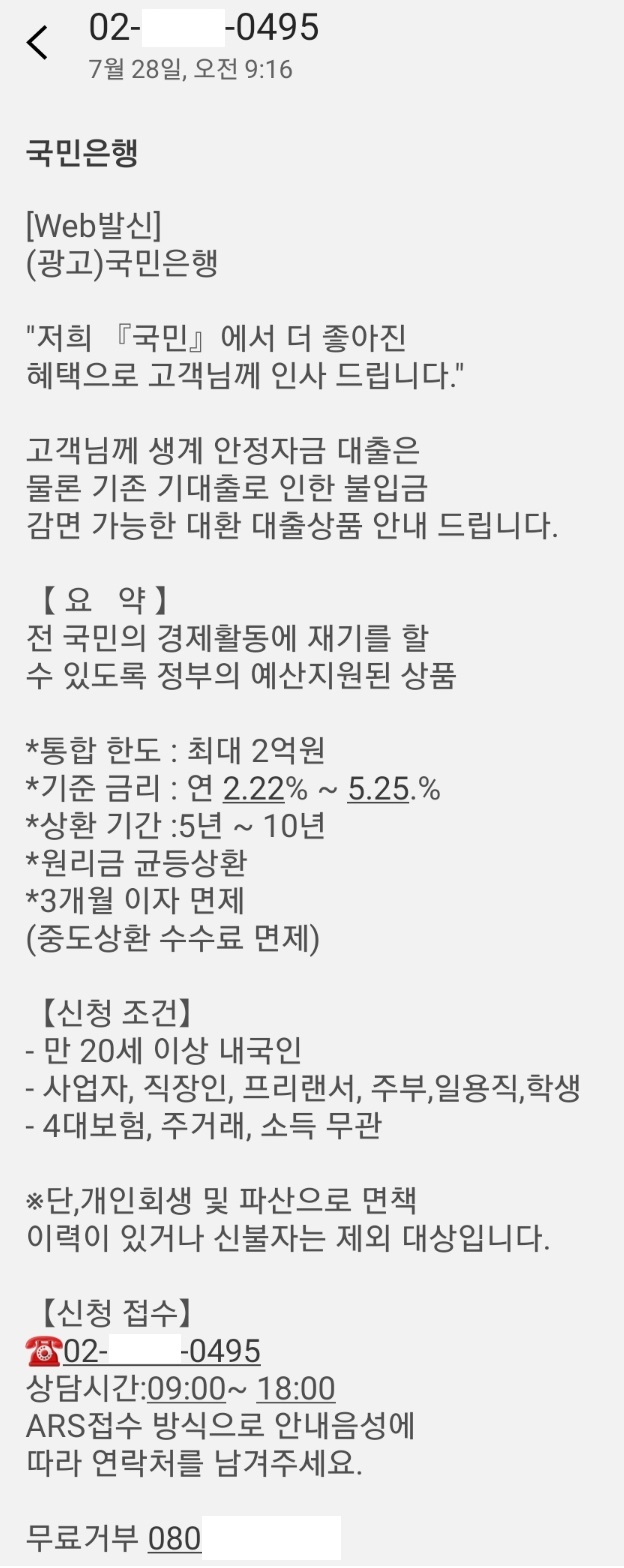 02-
-0495
7월 28일, 오전 9:16
국민은행
[Web발신]
(광고)국민은행
"저희 『국민』에서 더 좋아진
혜택으로 고객님께 인사 드립니다."
고객님께 생계 안정자금 대출은
물론 기존 기대출로 인한 불입금
감면 가능한 대환 대출상품 안내 드립니다.
【 요   약 】
전 국민의 경제활동에 재기를 할
수 있도록 정부의 예산지원된 상품
*통합 한도 : 최대 2억원
*기준 금리 : 연 2.22% ~ 5.25.%
*상환 기간 :5년 ~ 10년
*원리금 균등상환
*3개월 이자 면제
(중도상환 수수료 면제)
【신청 조건】
- 만 20세 이상 내국인
- 사업자, 직장인, 프리랜서, 주부,일용직,학생
- 4대보험, 주거래, 소득 무관
※단,개인회생 및 파산으로 면책
이력이 있거나 신불자는 제외 대상입니다.
【신청 접수】
☎02-
-0495
상담시간:09:00~ 18:00
ARS접수 방식으로 안내음성에
따라 연락처를 남겨주세요.
무료거부 080